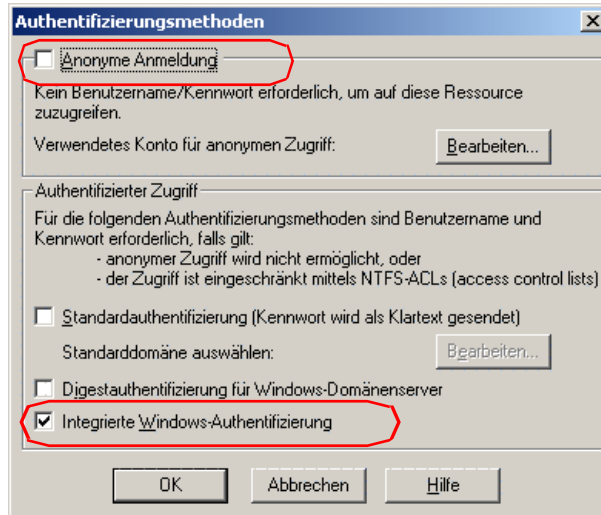 Authentifizierungsmethoden
Anonyme Anmeldung
Kein Benutzername/Kennwort erforderlich, um auf diese Ressource
zuzugreifen.
Verwendetes Konto für anonymen Zugriff:
Bearbeiten...
Authentifizierter Zugriff
Für die folgenden Authentifizierungsmethoden sind Benutzername und
Kennwort erforderlich, falls gilt:
- anonymer Zugriff wird nicht ermöglicht, oder
- der Zugriff ist eingeschränkt mittels NTFS-ACLs (access control lists)
Standardauthentifizierung (Kennwort wird als Klartext gesendet)
Standarddomäne auswählen:
Bearbeiten...
Digestauthentifizierung für Windows-Domänenserver
Integrierte Windows-Authentifizierung
OK
Abbrechen
Hilfe